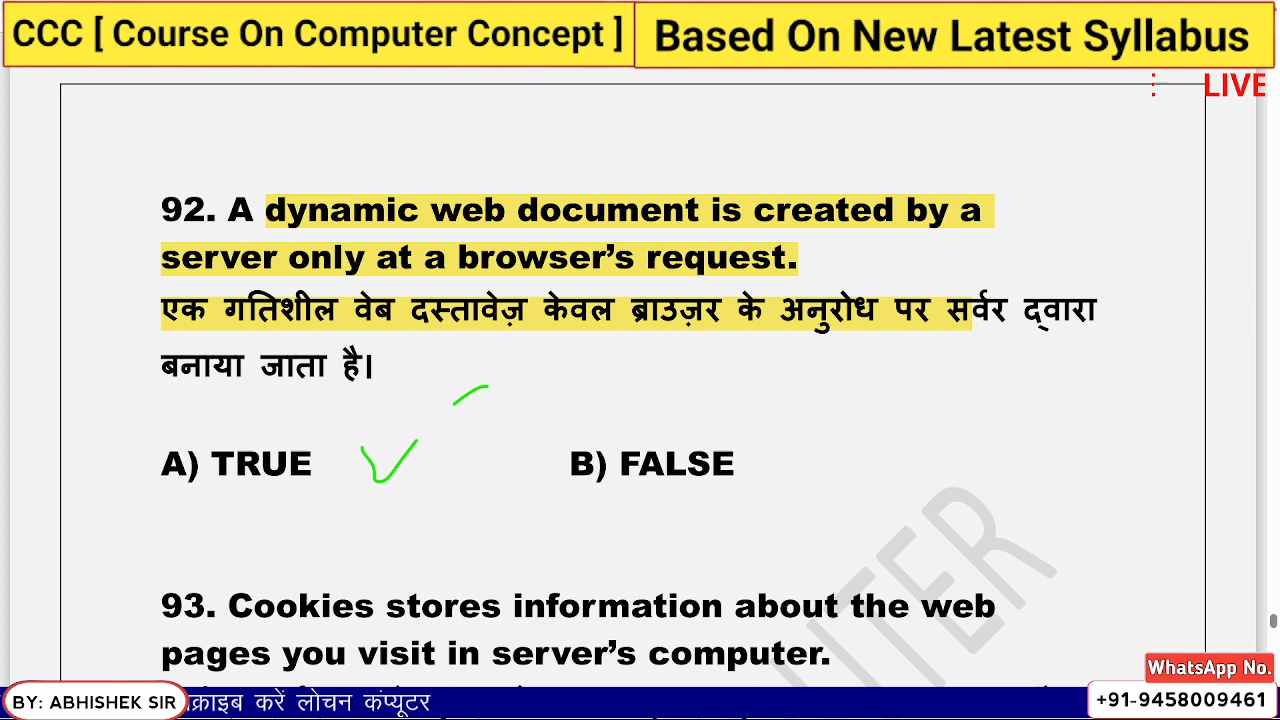 CCC [ Course On Computer Concept ]
Based On New Latest Syllabus
LIVE
92. A dynamic web document is created by a
server only at a browser’s request.
एक गतिशील वेब दस्तावेज़ केवल ब्राउज़र के अनुरोध पर सर्वर द्वारा
बनाया जाता है।
A) TRUE B) FALSE
93. Cookies stores information about the web
pages you visit in server’s computer.
WhatsApp No.
BY: ABHISHEK SIR
करें लोचन कंप्यूटर
+91-9458009461